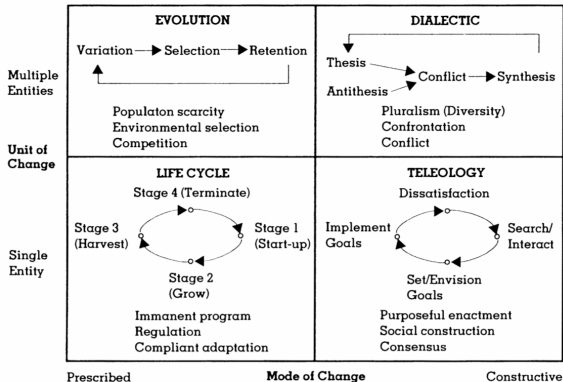 EVOLUTION
Variation Selection Retention
Populaton scarcity
Environmental selection
Competition
DIALECTIC
Thesis
Antithesis
Conflict Synthesis
Pluralism (Diversity)
Confrontation
Conflict
Multiple
Entities
Unit of
Change
LIFE CYCLE
Stage 4 (Terminate)
Stage 3
(Harvest)
Stage 1
(Start-up)
Stage 2
(Grow)
Immanent program
Regulation
Compliant adaptation
TELEOLOGY
Dissatisfaction
Implement
Goals
Search/
Interact
Set/Envision
Goals
Purposeful enactment
Social construction
Consensus
Single
Entity
Prescribed Mode of Change Constructive